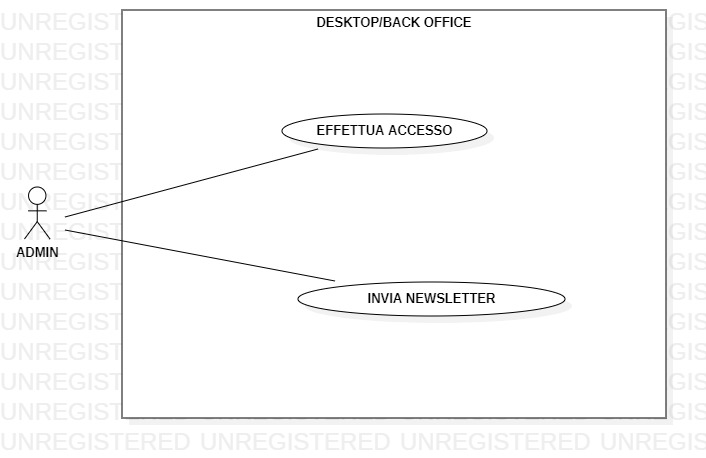 DESKTOP/BACK OFFICE
EFFETTUA ACCESSO
ADMIN
INVIA NEWSLETTER
UNREGISTERED UNREGISTERED UNREGISTERED UNREGIS